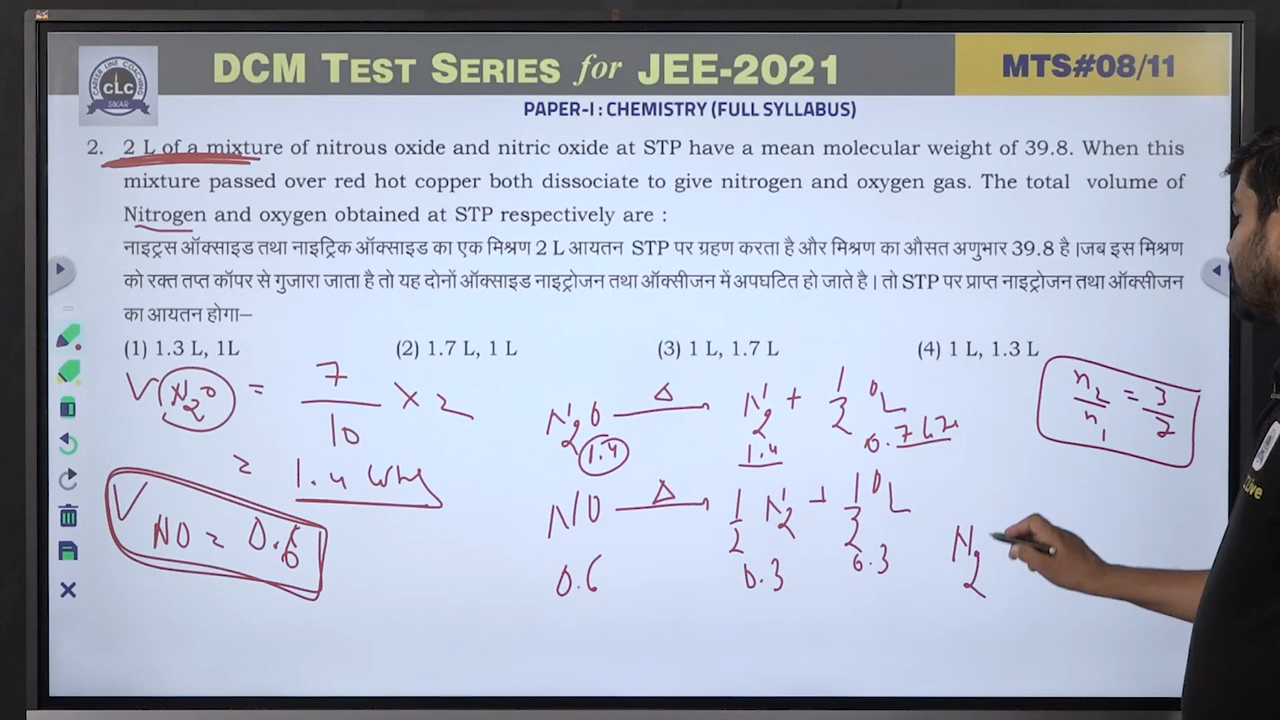 DCM TEST SERIES for JEE-2021
MTS#08/11
CAREER LINE COACHING
CLC
SIKAR
PAPER-I : CHEMISTRY (FULL SYLLABUS)
2. 2 L of a mixture of nitrous oxide and nitric oxide at STP have a mean molecular weight of 39.8. When this
mixture passed over red hot copper both dissociate to give nitrogen and oxygen gas. The total volume of
Nitrogen and oxygen obtained at STP respectively are :
नाइट्रस ऑक्साइड तथा नाइट्रिक ऑक्साइड का एक मिश्रण 2 L आयतन STP पर ग्रहण करता है और मिश्रण का औसत अणुभार 39.8 है।जब इस मिश्रण
को रक्त तप्त कॉपर से गुजारा जाता है तो यह दोनों ऑक्साइड नाइट्रोजन तथा ऑक्सीजन में अपघटित हो जाते है। तो STP पर प्राप्त नाइट्रोजन तथा ऑक्सीजन
का आयतन होगा–
(1) 1.3 L, 1L (2) 1.7 L, 1 L (3) 1 L, 1.7 L (4) 1 L, 1.3 L
V N2O = 7/10 × 2
= 1.4
V NO = 0.6
N2O Δ N2 + 1/2 O2
1.4 1.4 0.7
NO Δ 1/2 N2 + 1/2 O2
0.6 0.3 0.3
N2
n2/n1 = 3/7
Live